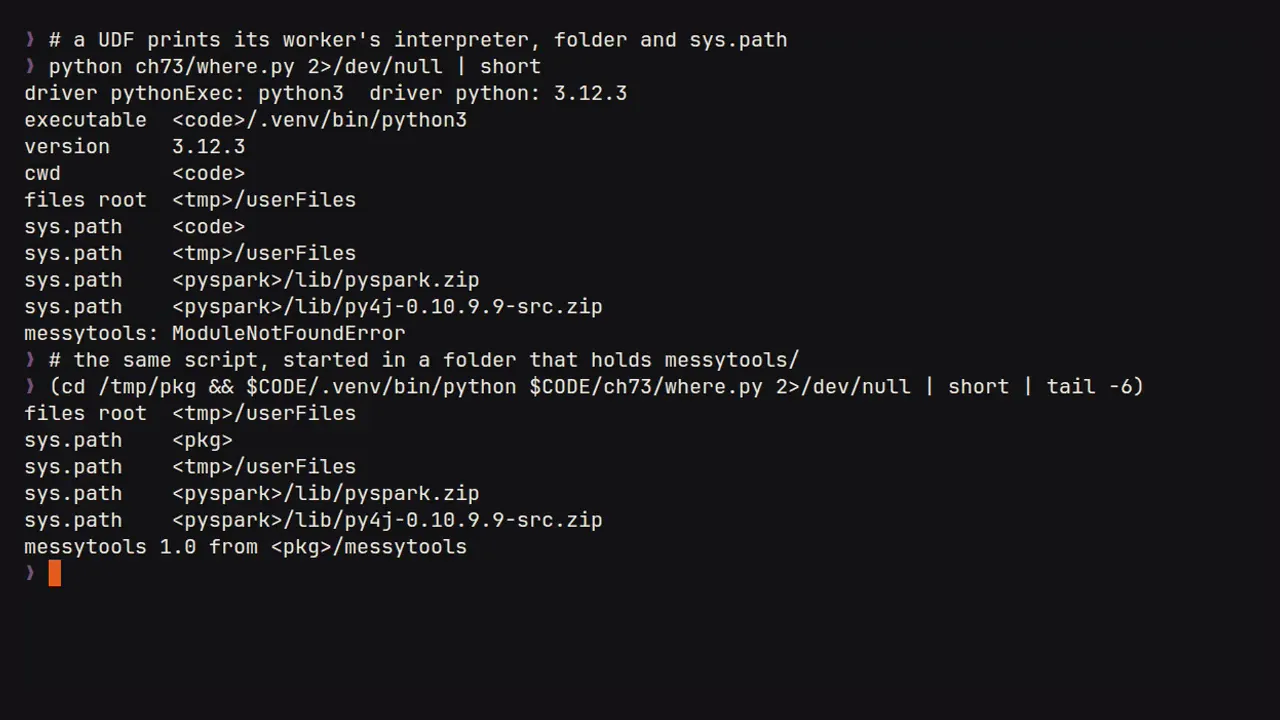 ❯ # a UDF prints its worker's interpreter, folder and sys.path
❯ python ch73/where.py 2>/dev/null | short
driver pythonExec: python3  driver python: 3.12.3
executable  <code>/.venv/bin/python3
version     3.12.3
cwd         <code>
files root  <tmp>/userFiles
sys.path    <code>
sys.path    <tmp>/userFiles
sys.path    <pyspark>/lib/pyspark.zip
sys.path    <pyspark>/lib/py4j-0.10.9.9-src.zip
messytools: ModuleNotFoundError
❯ # the same script, started in a folder that holds messytools/
❯ (cd /tmp/pkg && $CODE/.venv/bin/python $CODE/ch73/where.py 2>/dev/null | short | tail -6)
files root  <tmp>/userFiles
sys.path    <pkg>
sys.path    <tmp>/userFiles
sys.path    <pyspark>/lib/pyspark.zip
sys.path    <pyspark>/lib/py4j-0.10.9.9-src.zip
messytools 1.0 from <pkg>/messytools
❯